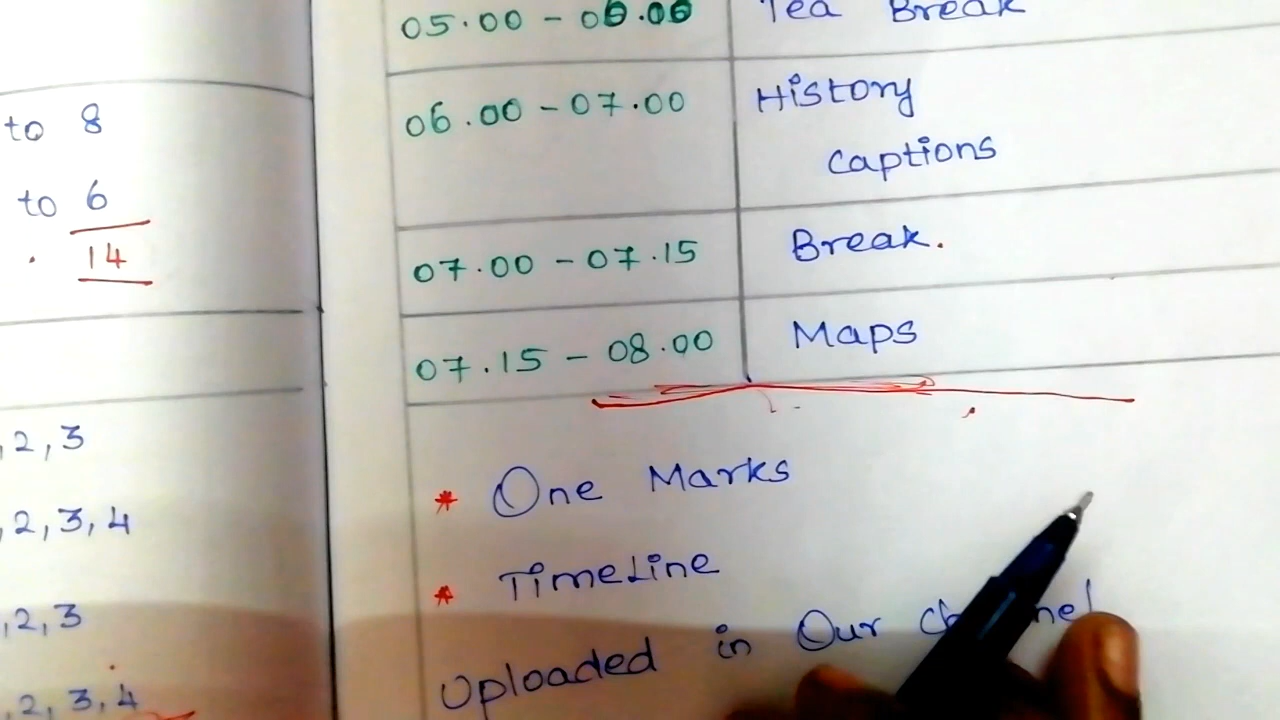 to 8
to 6
14
,2,3
,2,3,4
,2,3
,2,3,4
05.00 - 06.00 Tea Break
06.00 - 07.00 History
Captions
07.00 - 07.15 Break.
07.15 - 08.00 Maps
* One Marks
* TimeLine
Uploaded in Our